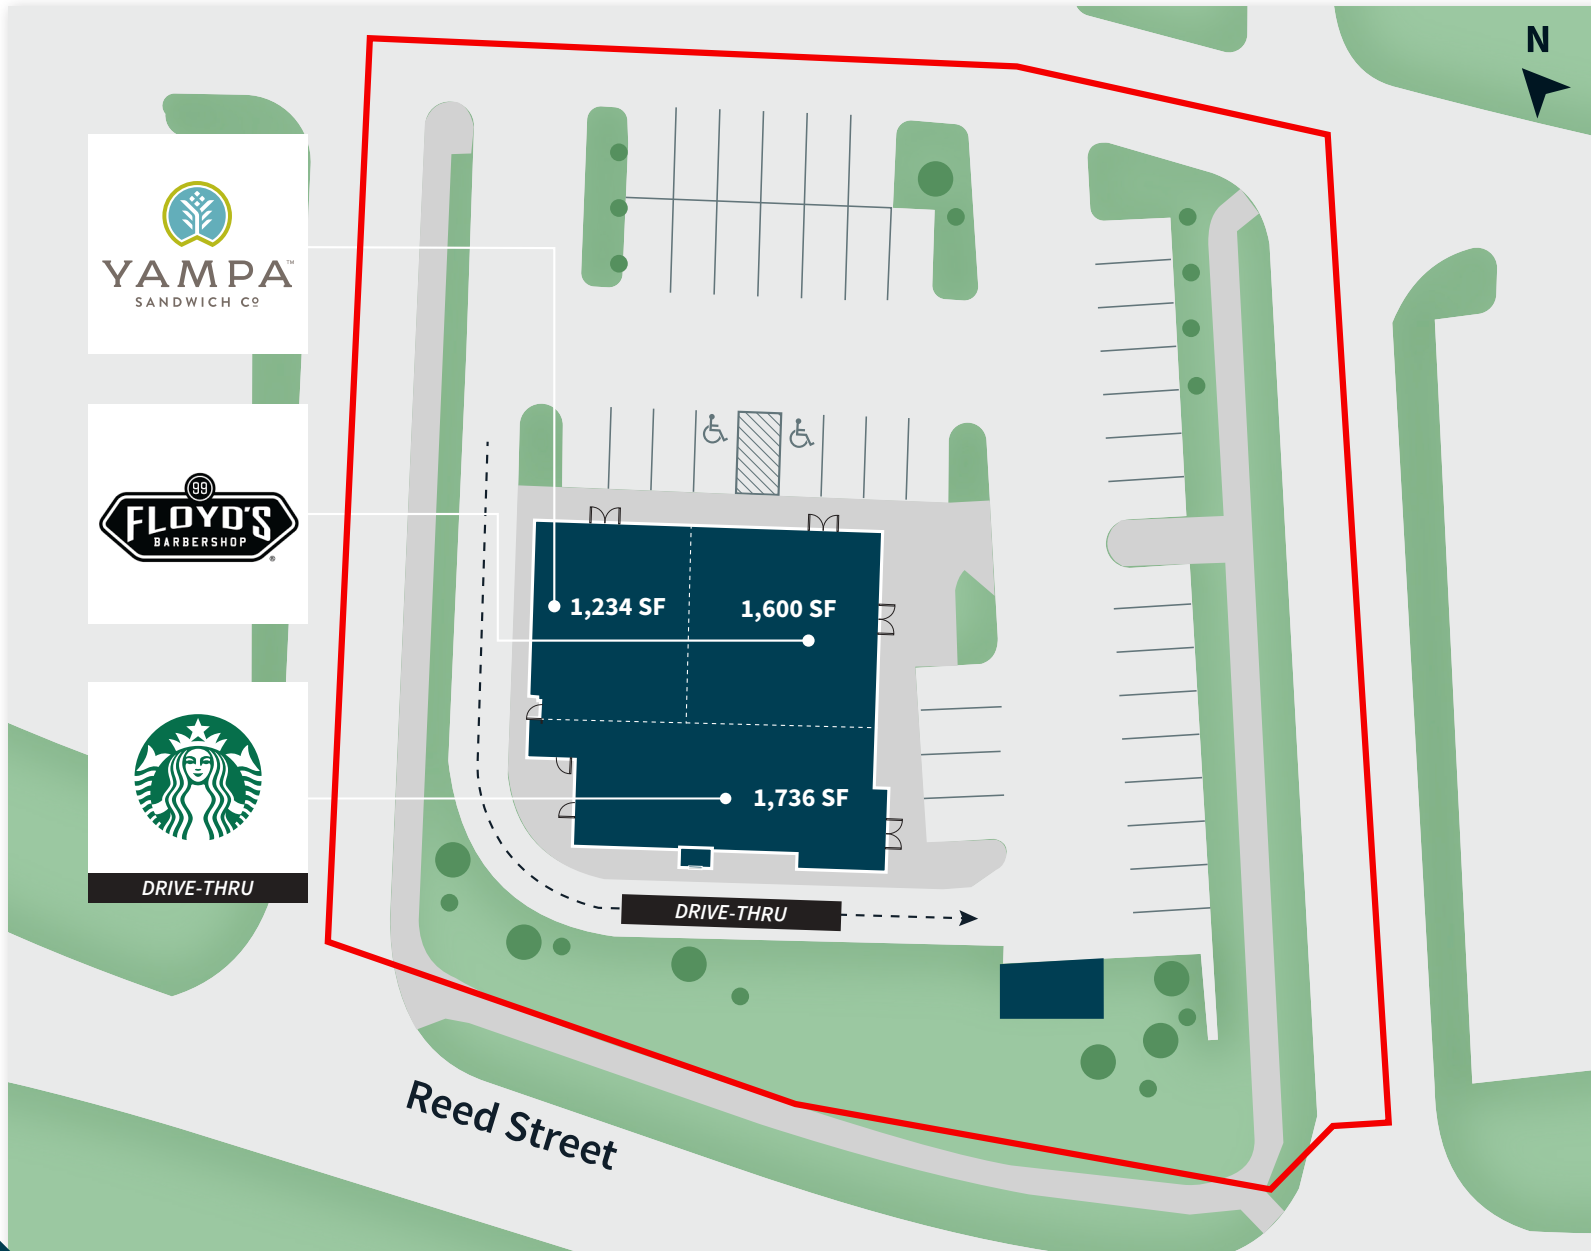 N
YAMPA™
SANDWICH Cº
99
FLOYD'S
BARBERSHOP
®
DRIVE-THRU
1,234 SF
1,600 SF
1,736 SF
DRIVE-THRU
Reed Street